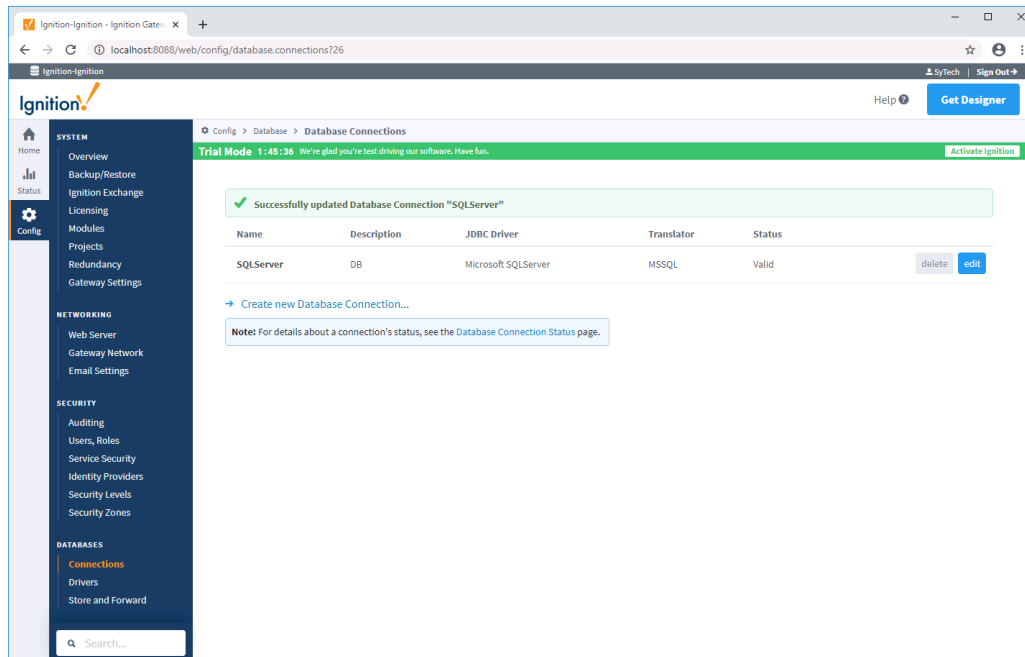 Ignition-Ignition - Ignition Gatew
localhost:8088/web/config/database.connections?26
Ignition-Ignition
SyTech | Sign Out
Ignition!
Help
Get Designer
Home
Status
Config
SYSTEM
Overview
Backup/Restore
Ignition Exchange
Licensing
Modules
Projects
Redundancy
Gateway Settings
NETWORKING
Web Server
Gateway Network
Email Settings
SECURITY
Auditing
Users, Roles
Service Security
Identity Providers
Security Levels
Security Zones
DATABASES
Connections
Drivers
Store and Forward
Search...
Config > Database > Database Connections
Trial Mode 1:45:36 We're glad you're test driving our software. Have fun.
Activate Ignition
Successfully updated Database Connection "SQLServer"
Name Description JDBC Driver Translator Status
SQLServer DB Microsoft SQLServer MSSQL Valid delete edit
Create new Database Connection...
Note: For details about a connection's status, see the Database Connection Status page.